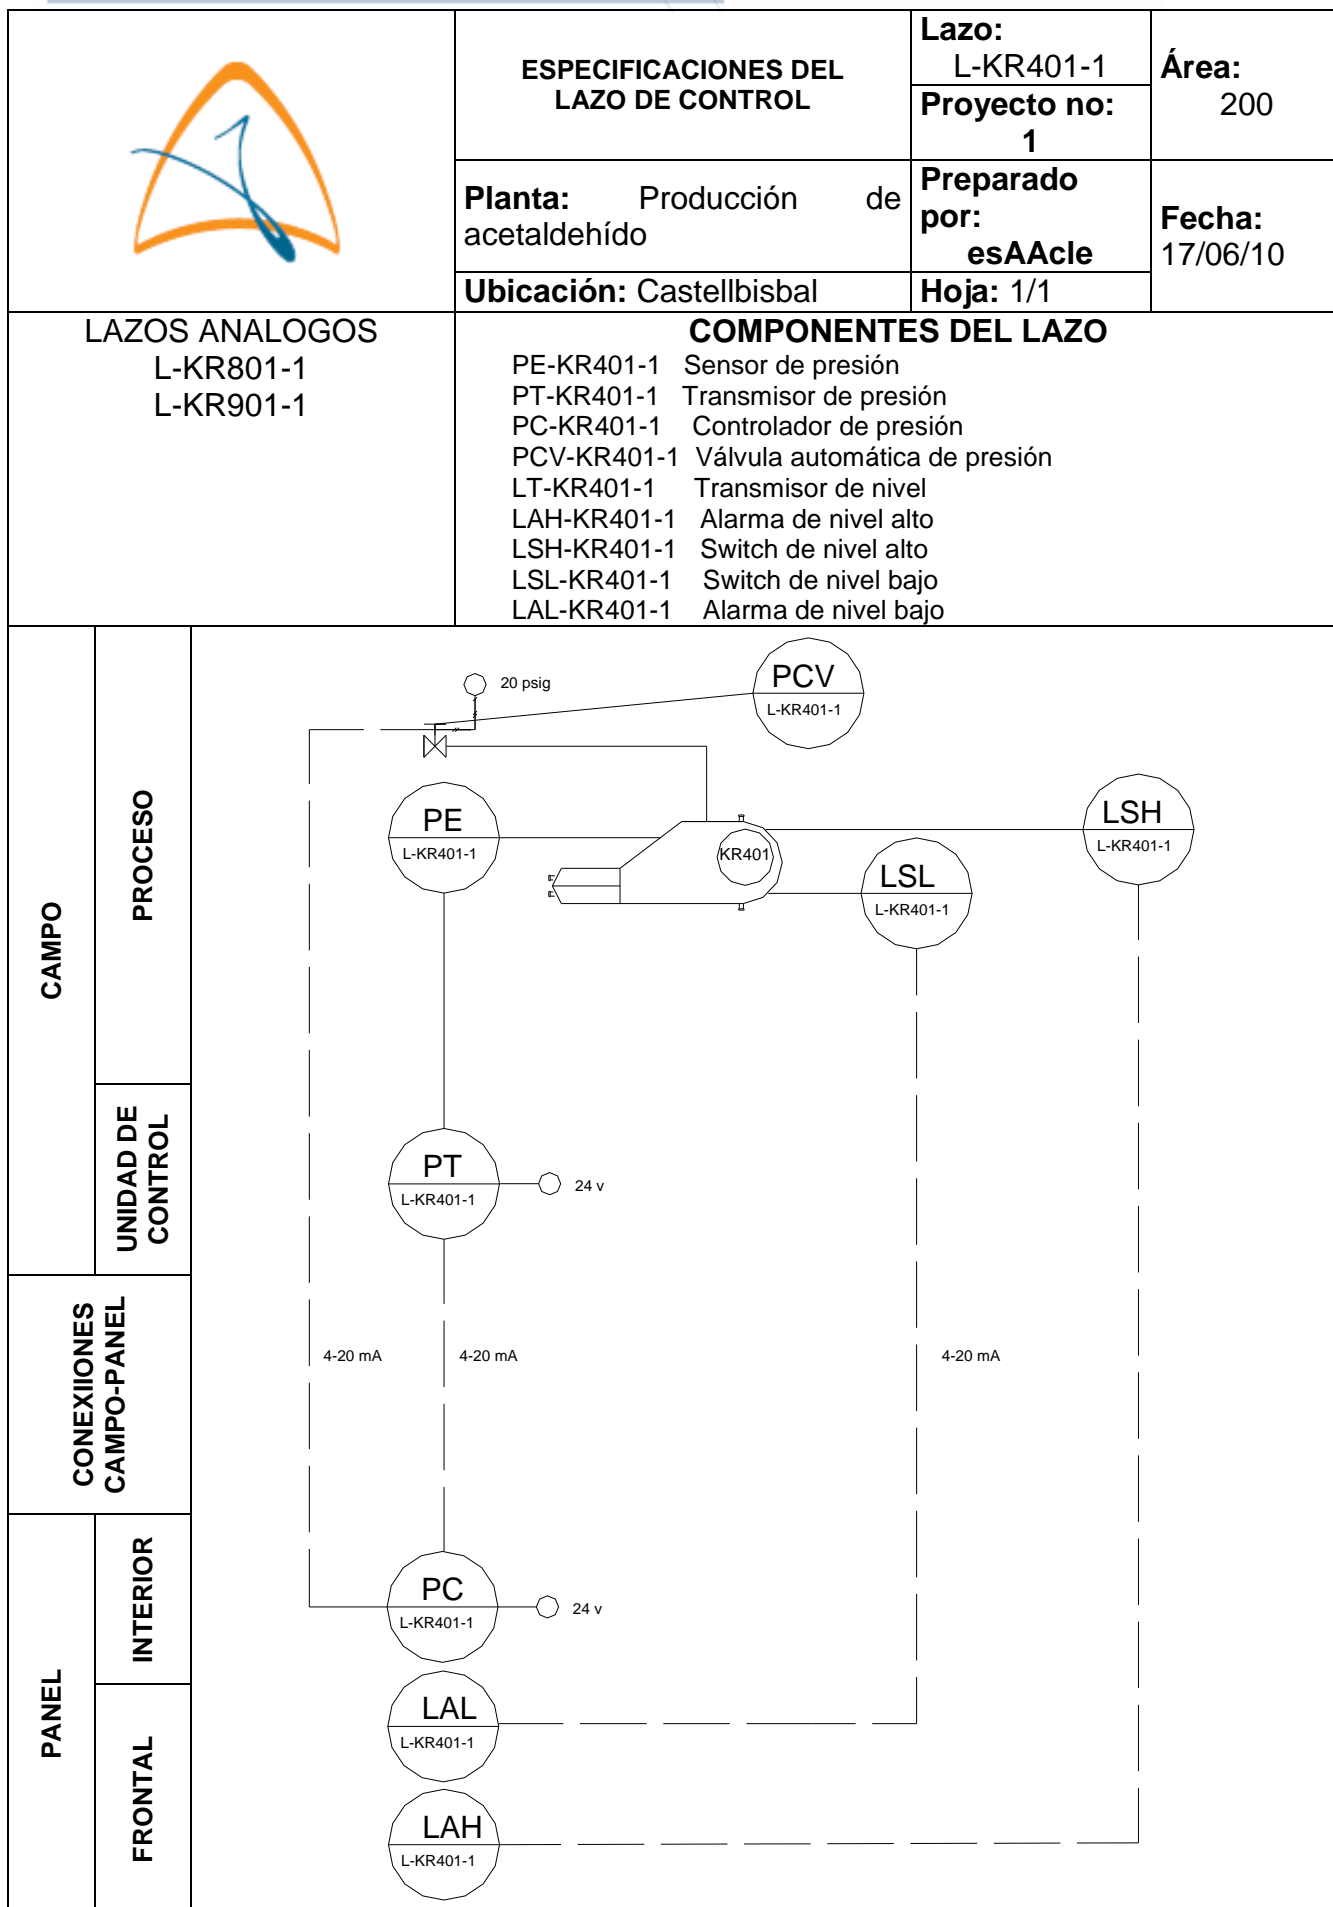 ESPECIFICACIONES DEL
LAZO DE CONTROL
Lazo:
L-KR401-1
Área:
200
Proyecto no:
1
Planta: Producción de
acetaldehído
Preparado
por:
esAAcle
Fecha:
17/06/10
Ubicación: Castellbisbal
Hoja: 1/1
LAZOS ANALOGOS
L-KR801-1
L-KR901-1
COMPONENTES DEL LAZO
PE-KR401-1 Sensor de presión
PT-KR401-1 Transmisor de presión
PC-KR401-1 Controlador de presión
PCV-KR401-1 Válvula automática de presión
LT-KR401-1 Transmisor de nivel
LAH-KR401-1 Alarma de nivel alto
LSH-KR401-1 Switch de nivel alto
LSL-KR401-1 Switch de nivel bajo
LAL-KR401-1 Alarma de nivel bajo
CAMPO
PROCESO
UNIDAD DE
CONTROL
CONEXIIONES
CAMPO-PANEL
PANEL
INTERIOR
FRONTAL
20 psig
PCV
L-KR401-1
PE
L-KR401-1
KR401
LSH
L-KR401-1
LSL
L-KR401-1
PT
L-KR401-1
24 v
4-20 mA
4-20 mA
4-20 mA
PC
L-KR401-1
24 v
LAL
L-KR401-1
LAH
L-KR401-1